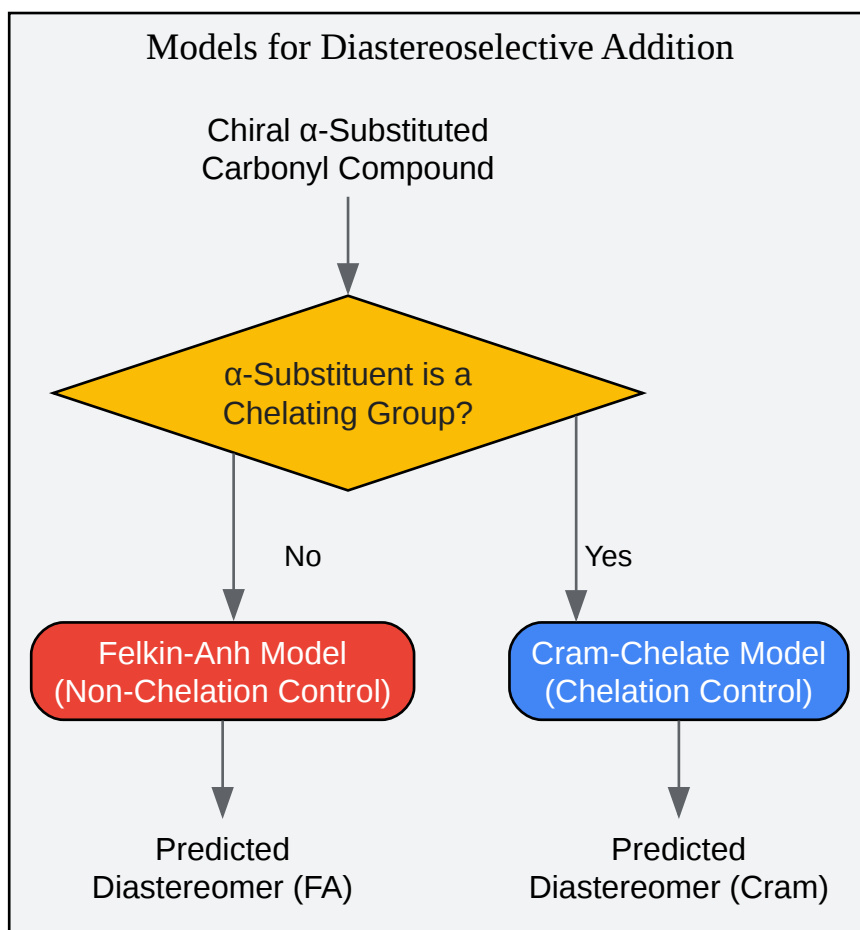 Models for Diastereoselective Addition
Chiral α-Substituted
Carbonyl Compound
α-Substituent is a
Chelating Group?
No
Yes
Felkin-Anh Model
(Non-Chelation Control)
Cram-Chelate Model
(Chelation Control)
Predicted
Diastereomer (FA)
Predicted
Diastereomer (Cram)